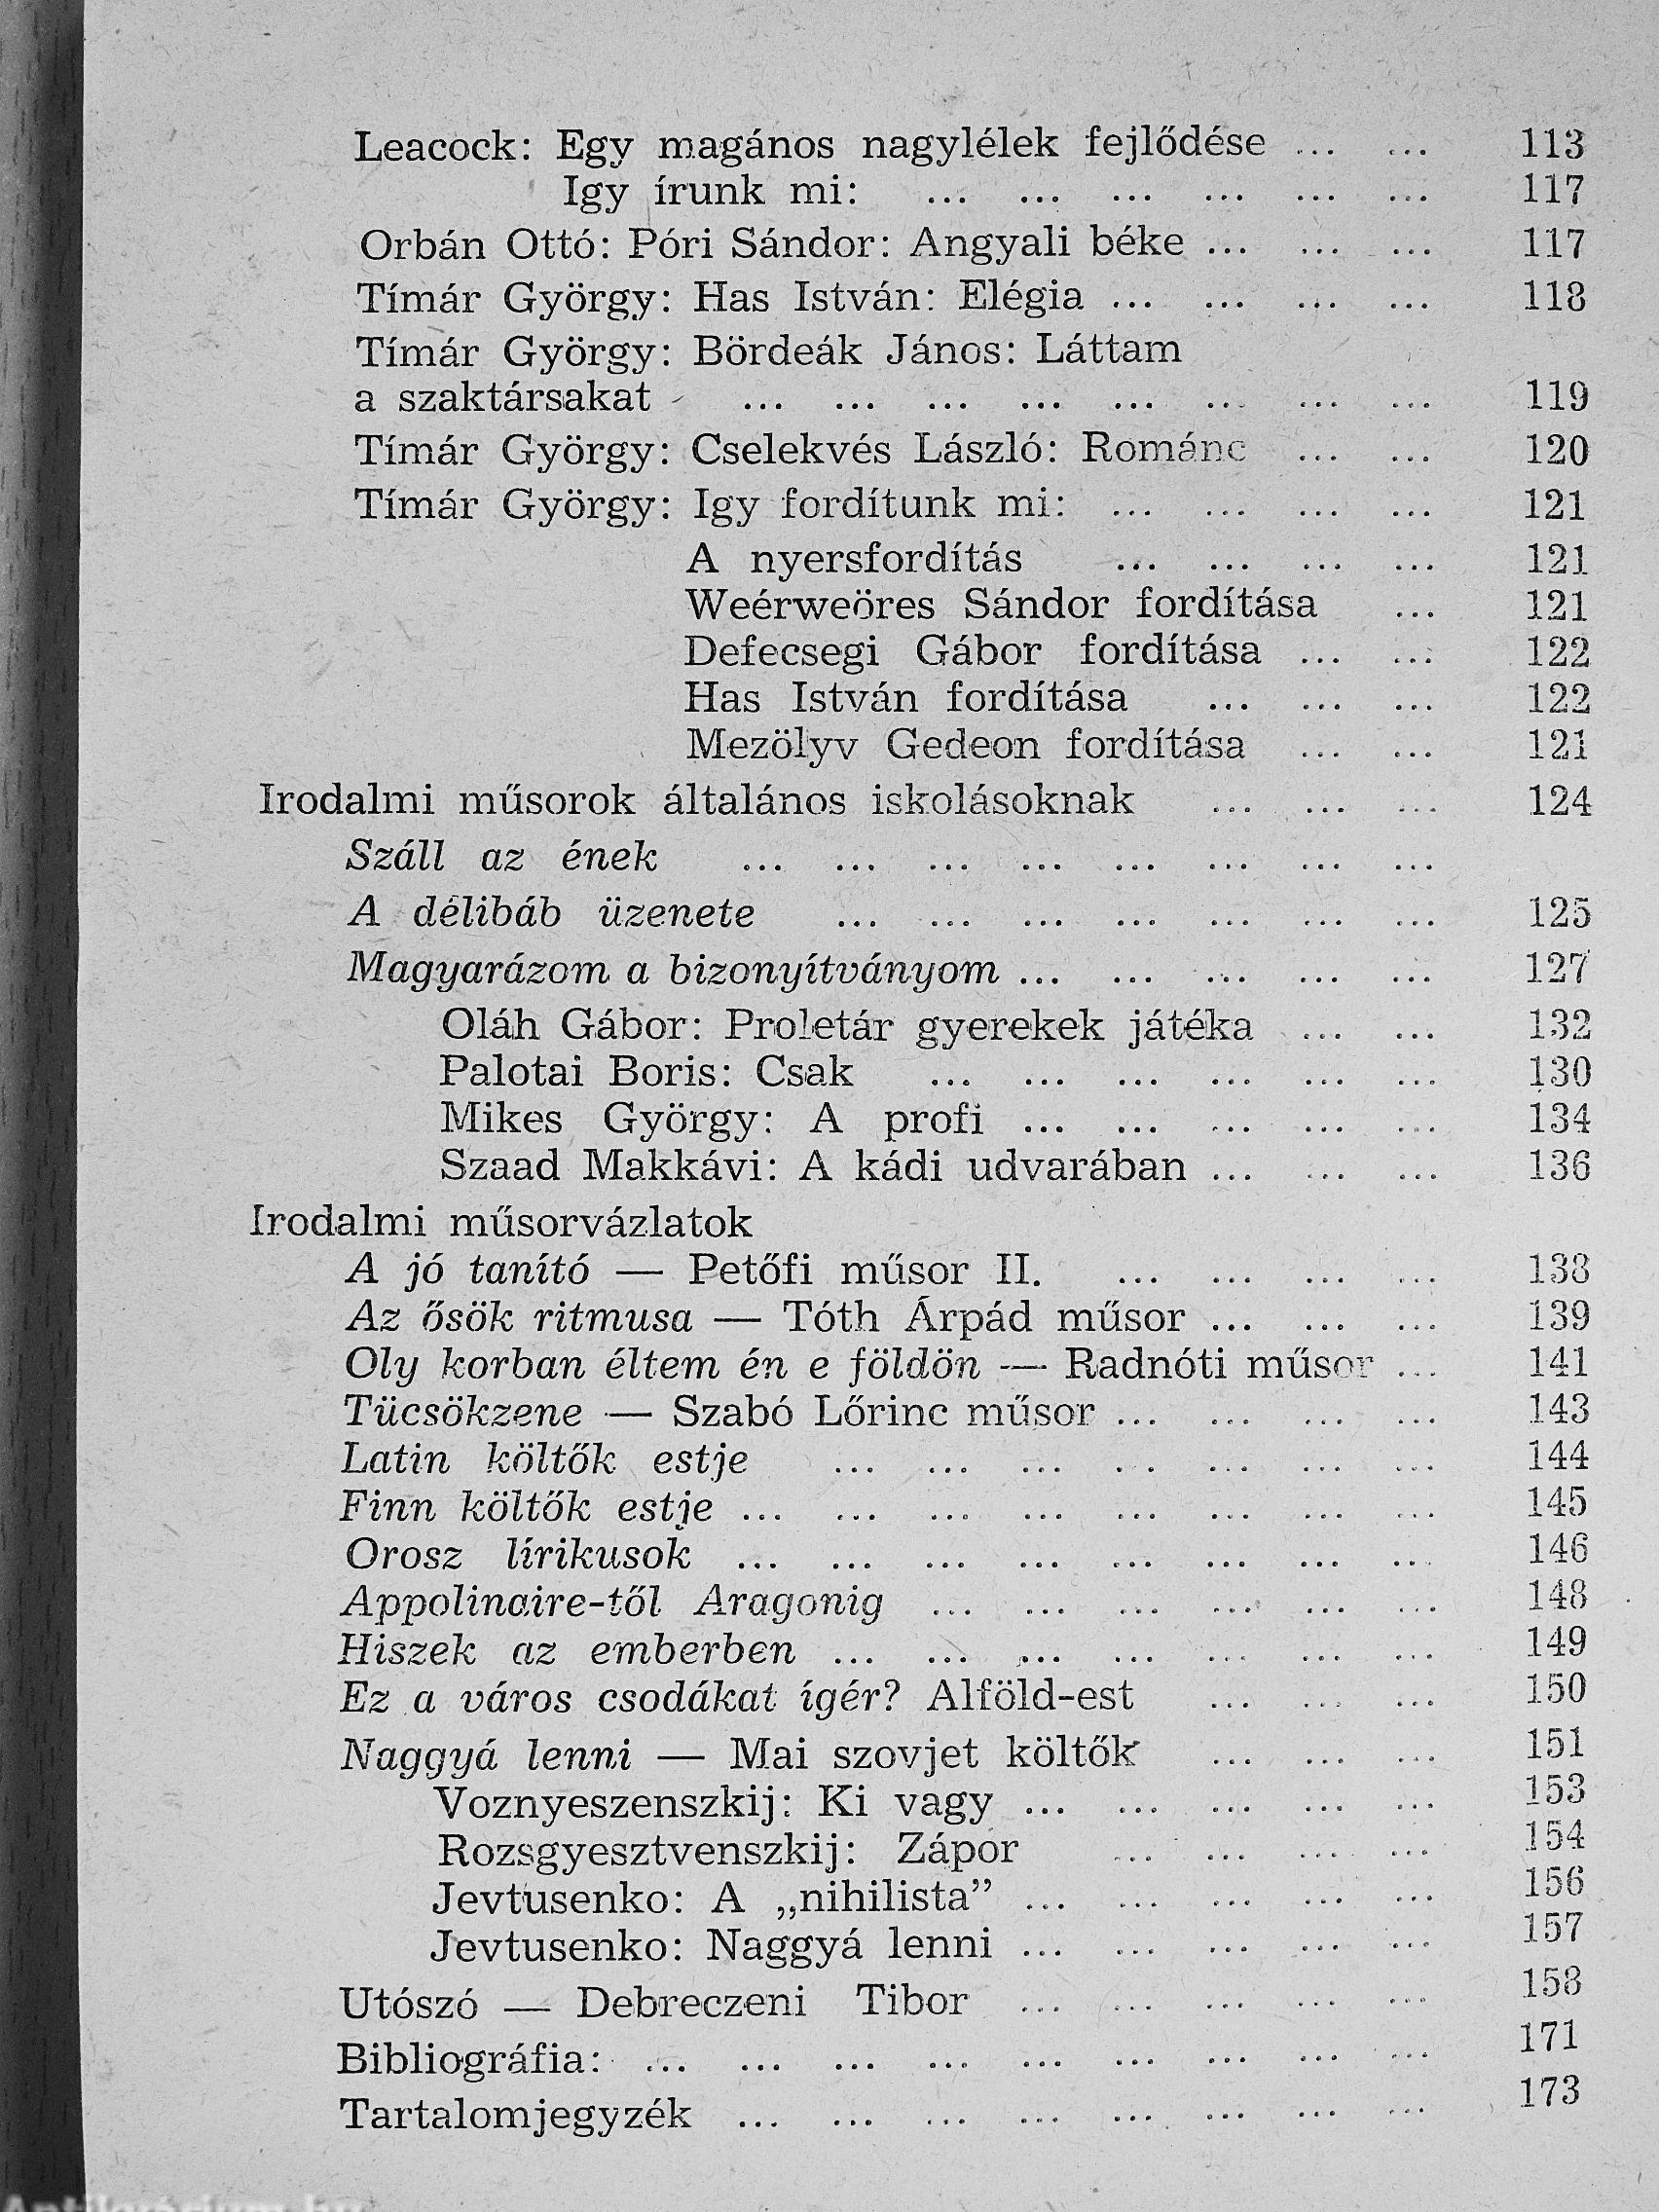 Leacock: Egy magános nagylélek fejlődése ... ... 113
Igy írunk mi: ... ... ... ... ... ... 117
Orbán Ottó: Póri Sándor: Angyali béke ... ... ... 117
Tímár György: Has István: Elégia ... ... ... ... 118
Tímár György: Bördeák János: Láttam
a szaktársakat ... ... ... ... ... ... ... ... 119
Tímár György: Cselekvés László: Románc ... ... 120
Tímár György: Igy fordítunk mi: ... ... ... ... 121
A nyersfordítás ... ... ... ... 121
Weérweöres Sándor fordítása ... 121
Defecsegi Gábor fordítása ... ... 122
Has István fordítása ... ... ... 122
Mezölyv Gedeon fordítása ... ... 121
Irodalmi műsorok általános iskolásoknak ... ... ... 124
Száll az ének ... ... ... ... ... ... ... ...
A délibáb üzenete ... ... ... ... ... ... ... 125
Magyarázom a bizonyítványom ... ... ... ... ... 127
Oláh Gábor: Proletár gyerekek játéka ... ... 132
Palotai Boris: Csak ... ... ... ... ... ... 130
Mikes György: A profi ... ... ... ... ... 134
Szaad Makkávi: A kádi udvarában ... ... ... 136
Irodalmi műsorvázlatok
A jó tanító — Petőfi műsor II. ... ... ... ... 138
Az ősök ritmusa — Tóth Árpád műsor ... ... ... 139
Oly korban éltem én e földön — Radnóti műsor ... 141
Tücsökzene — Szabó Lőrinc műsor ... ... ... ... 143
Latin költők estje ... ... ... ... ... ... ... 144
Finn költők estje ... ... ... ... ... ... ... ... 145
Orosz lírikusok ... ... ... ... ... ... ... ... 146
Appolinaire-től Aragonig ... ... ... ... ... ... 148
Hiszek az emberben ... ... ... ... ... ... ... 149
Ez a város csodákat ígér? Alföld-est ... ... ... 150
Naggyá lenni — Mai szovjet költők ... ... ... 151
Voznyeszenszkij: Ki vagy ... ... ... ... ... 153
Rozsgyesztvenszkij: Zápor ... ... ... ... 154
Jevtusenko: A „nihilista” ... ... ... ... ... 156
Jevtusenko: Naggyá lenni ... ... ... ... ... 157
Utószó — Debreczeni Tibor ... ... ... ... ... 158
Bibliográfia: ... ... ... ... ... ... ... ... ... 171
Tartalomjegyzék ... ... ... ... ... ... ... ... 173